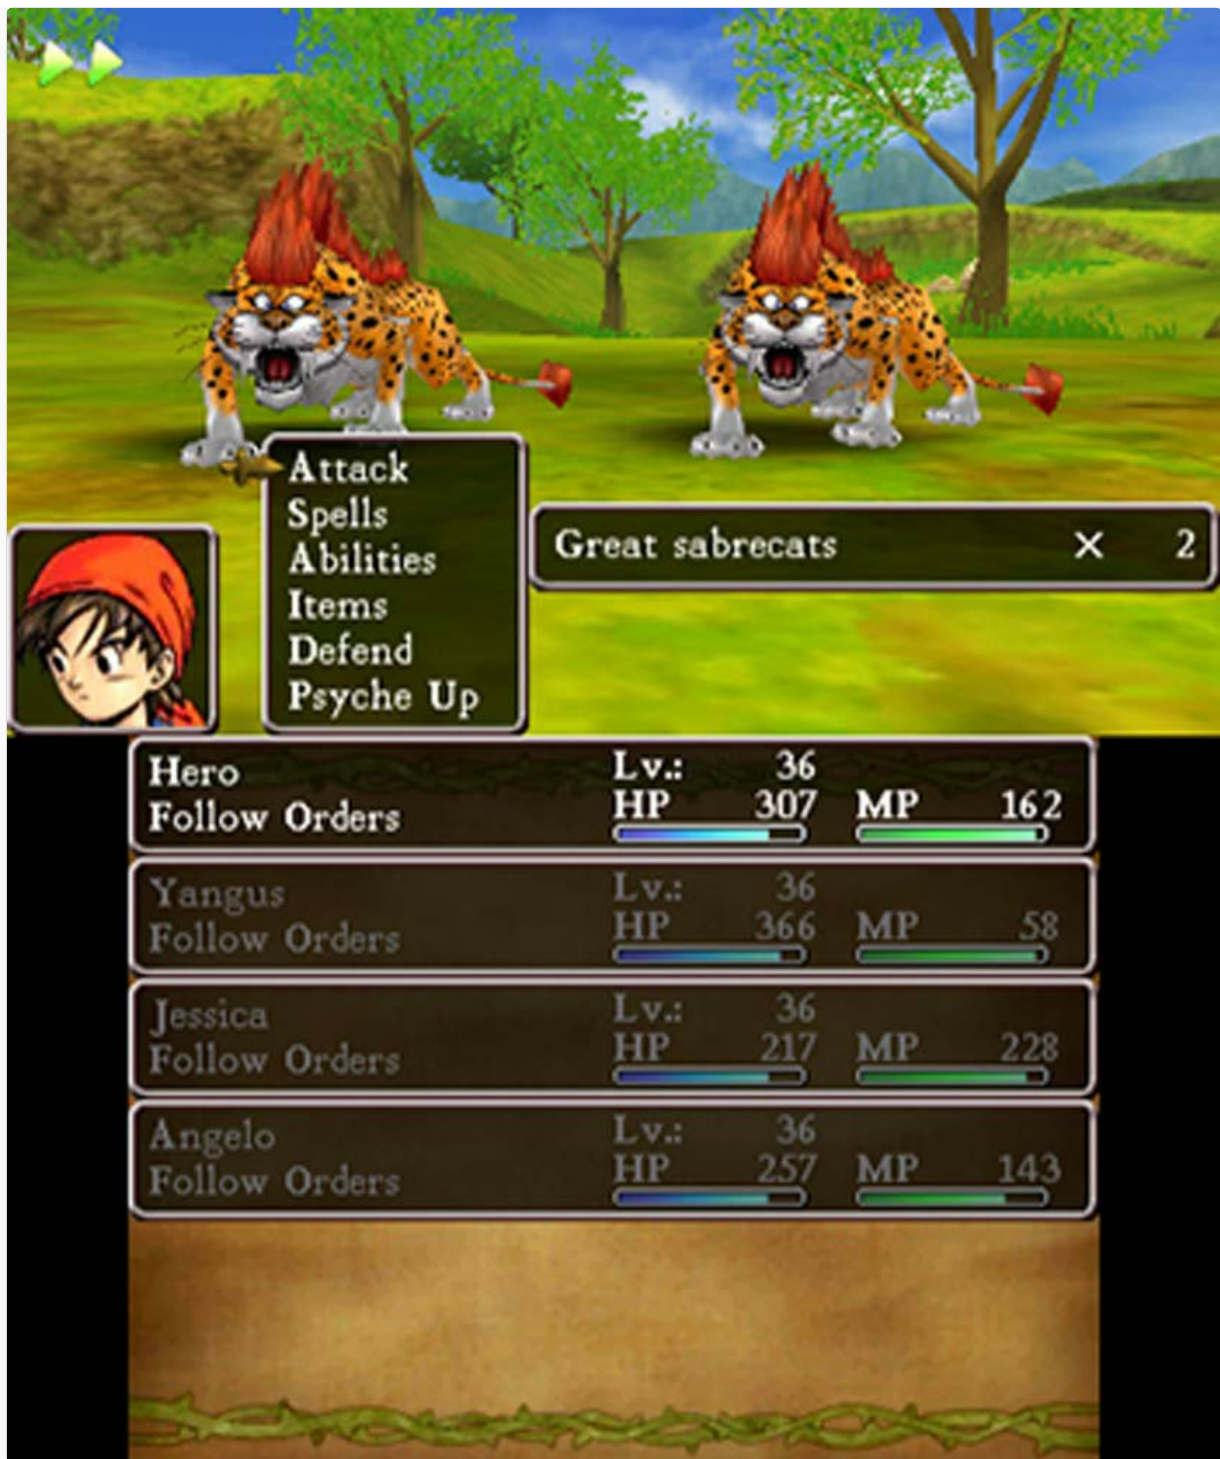 Attack
Spells
Abilities
Items
Defend
Psyche Up
Great sabrecats × 2
Hero Lv.: 36
Follow Orders HP 307 MP 162
Yangus Lv.: 36
Follow Orders HP 366 MP 58
Jessica Lv.: 36
Follow Orders HP 217 MP 228
Angelo Lv.: 36
Follow Orders HP 257 MP 143